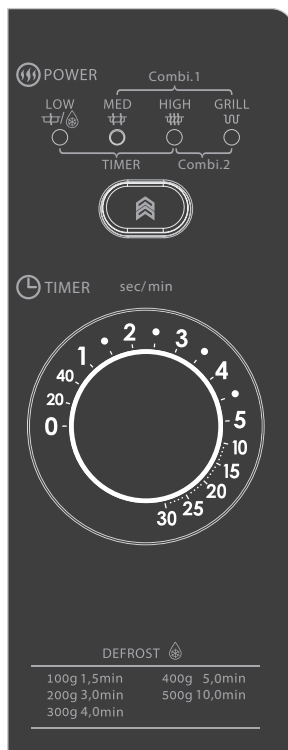 POWER
Combi.1
LOW MED HIGH GRILL
TIMER Combi.2
TIMER sec/min
0 20 40 1 2 3 4 5 10 15 20 25 30
DEFROST
100g 1,5min 400g 5,0min
200g 3,0min 500g 10,0min
300g 4,0min